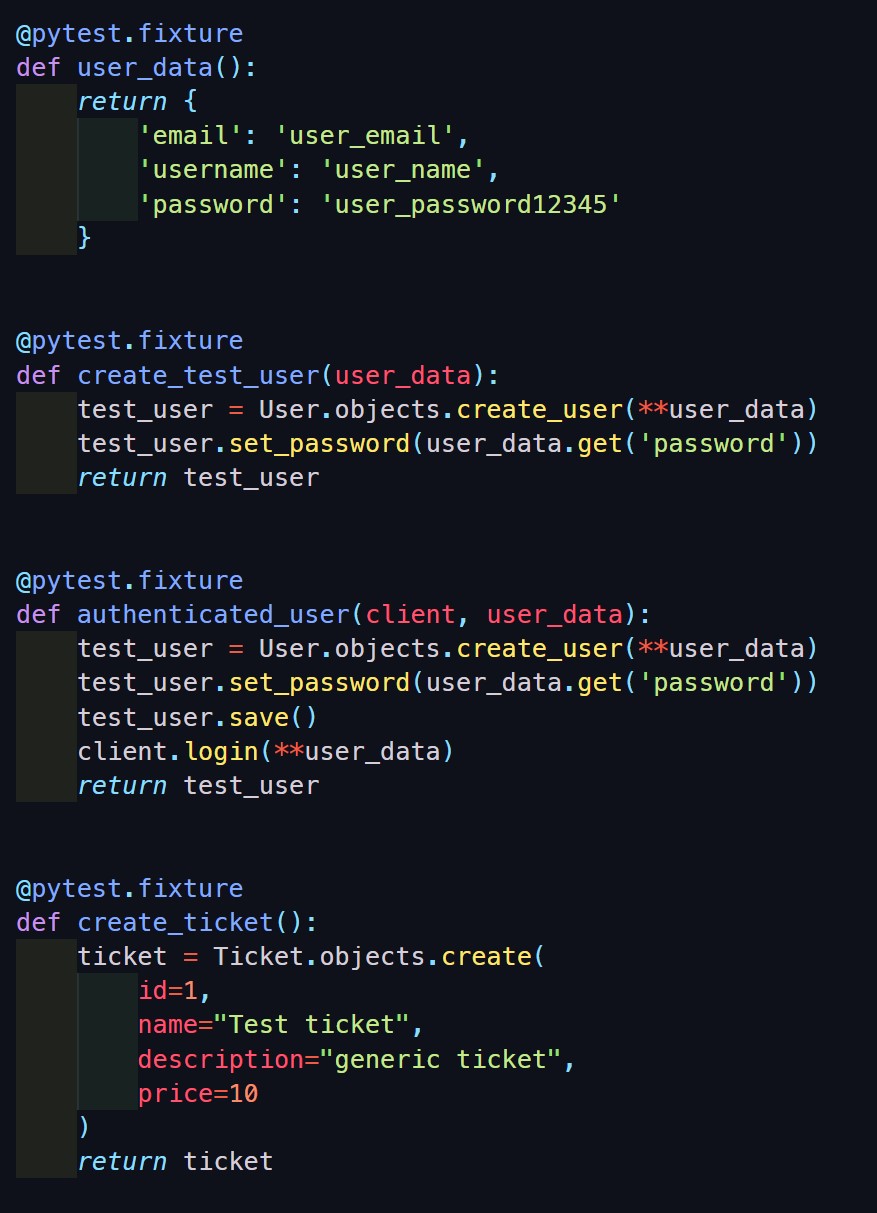 @pytest.fixture
def user_data():
    return {
        'email': 'user_email',
        'username': 'user_name',
        'password': 'user_password12345'
    }
@pytest.fixture
def create_test_user(user_data):
    test_user = User.objects.create_user(**user_data)
    test_user.set_password(user_data.get('password'))
    return test_user
@pytest.fixture
def authenticated_user(client, user_data):
    test_user = User.objects.create_user(**user_data)
    test_user.set_password(user_data.get('password'))
    test_user.save()
    client.login(**user_data)
    return test_user
@pytest.fixture
def create_ticket():
    ticket = Ticket.objects.create(
        id=1,
        name="Test ticket",
        description="generic ticket",
        price=10
    )
    return ticket